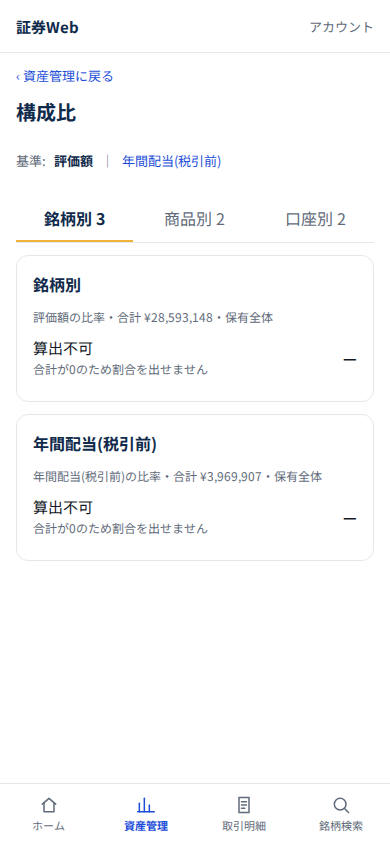 証券Web
アカウント
‹ 資産管理に戻る
構成比
基準: 評価額 | 年間配当(税引前)
銘柄別 3
商品別 2
口座別 2
銘柄別
評価額の比率・合計 ¥28,593,148・保有全体
算出不可
合計が0のため割合を出せません
—
年間配当(税引前)
年間配当(税引前)の比率・合計 ¥3,969,907・保有全体
算出不可
合計が0のため割合を出せません
—
ホーム
資産管理
取引明細
銘柄検索